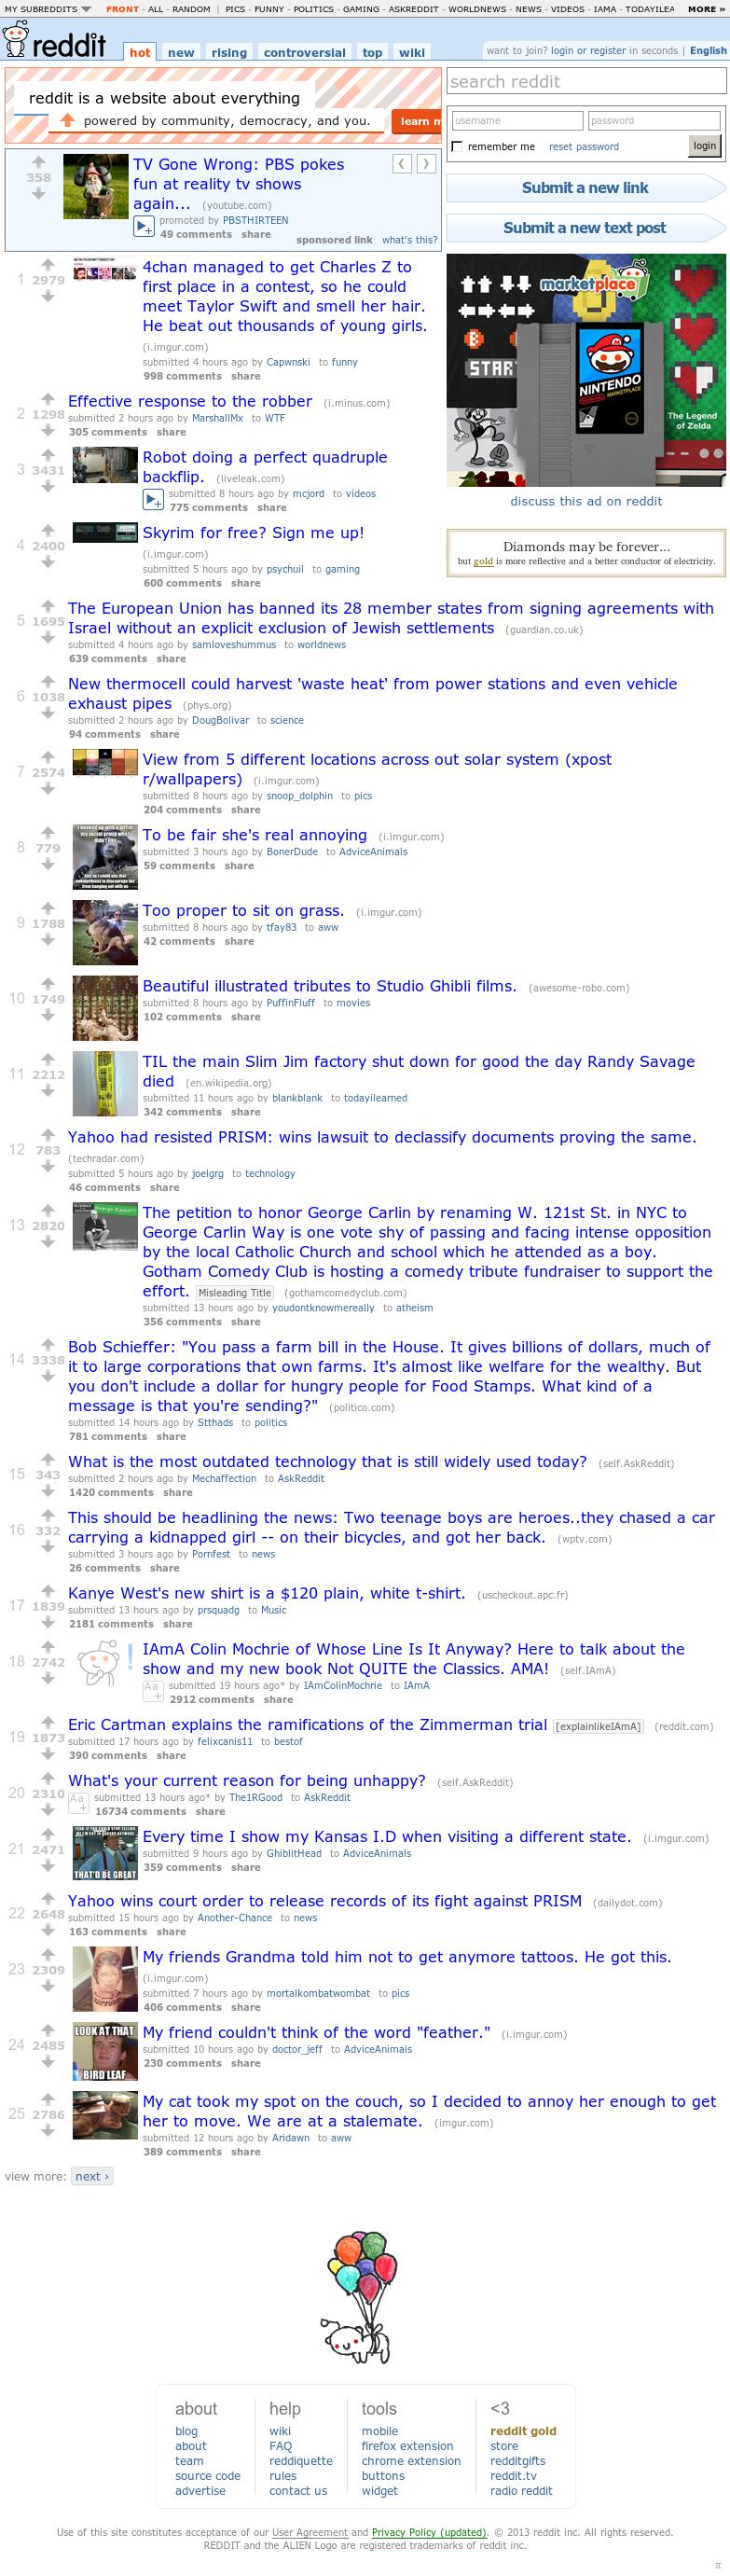 MY SUBREDDITS FRONT - ALL - RANDOM | PICS - FUNNY - POLITICS - GAMING - ASKREDDIT - WORLDNEWS - NEWS - VIDEOS - IAMA - TODAYILEA MORE »
reddit hot new rising controversial top wiki
want to join? login or register in seconds | English
reddit is a website about everything
powered by community, democracy, and you.
learn m
search reddit
username password
remember me reset password login
Submit a new link
Submit a new text post
358
TV Gone Wrong: PBS pokes
fun at reality tv shows
again... (youtube.com)
promoted by PBSTHIRTEEN
49 comments share
sponsored link what's this?
marketplace
START
NINTENDO
MARKETPLACE
The Legend
of Zelda
discuss this ad on reddit
Diamonds may be forever...
but gold is more reflective and a better conductor of electricity.
1 2979
4chan managed to get Charles Z to
first place in a contest, so he could
meet Taylor Swift and smell her hair.
He beat out thousands of young girls.
(i.imgur.com)
submitted 4 hours ago by Capwnski to funny
998 comments share
2 1298
Effective response to the robber (i.minus.com)
submitted 2 hours ago by MarshallMx to WTF
305 comments share
3 3431
Robot doing a perfect quadruple
backflip. (liveleak.com)
submitted 8 hours ago by mcjord to videos
775 comments share
4 2400
Skyrim for free? Sign me up!
(i.imgur.com)
submitted 5 hours ago by psychuil to gaming
600 comments share
5 1695
The European Union has banned its 28 member states from signing agreements with
Israel without an explicit exclusion of Jewish settlements (guardian.co.uk)
submitted 4 hours ago by samloveshummus to worldnews
639 comments share
6 1038
New thermocell could harvest 'waste heat' from power stations and even vehicle
exhaust pipes (phys.org)
submitted 2 hours ago by DougBolivar to science
94 comments share
7 2574
View from 5 different locations across out solar system (xpost
r/wallpapers) (i.imgur.com)
submitted 8 hours ago by snoop_dolphin to pics
204 comments share
8 779
To be fair she's real annoying (i.imgur.com)
submitted 3 hours ago by BonerDude to AdviceAnimals
59 comments share
9 1788
Too proper to sit on grass. (i.imgur.com)
submitted 8 hours ago by tfay83 to aww
42 comments share
10 1749
Beautiful illustrated tributes to Studio Ghibli films. (awesome-robo.com)
submitted 8 hours ago by PuffinFluff to movies
102 comments share
11 2212
TIL the main Slim Jim factory shut down for good the day Randy Savage
died (en.wikipedia.org)
submitted 11 hours ago by blankblank to todayilearned
342 comments share
12 783
Yahoo had resisted PRISM: wins lawsuit to declassify documents proving the same.
(techradar.com)
submitted 5 hours ago by joelgrg to technology
46 comments share
13 2820
The petition to honor George Carlin by renaming W. 121st St. in NYC to
George Carlin Way is one vote shy of passing and facing intense opposition
by the local Catholic Church and school which he attended as a boy.
Gotham Comedy Club is hosting a comedy tribute fundraiser to support the
effort. Misleading Title (gothamcomedyclub.com)
submitted 13 hours ago by youdontknowmereally to atheism
356 comments share
14 3338
Bob Schieffer: "You pass a farm bill in the House. It gives billions of dollars, much of
it to large corporations that own farms. It's almost like welfare for the wealthy. But
you don't include a dollar for hungry people for Food Stamps. What kind of a
message is that you're sending?" (politico.com)
submitted 14 hours ago by Stthads to politics
781 comments share
15 343
What is the most outdated technology that is still widely used today? (self.AskReddit)
submitted 2 hours ago by Mechaffection to AskReddit
1420 comments share
16 332
This should be headlining the news: Two teenage boys are heroes..they chased a car
carrying a kidnapped girl -- on their bicycles, and got her back. (wptv.com)
submitted 3 hours ago by Pornfest to news
26 comments share
17 1839
Kanye West's new shirt is a $120 plain, white t-shirt. (uscheckout.apc.fr)
submitted 13 hours ago by prsquadg to Music
2181 comments share
18 2742
IAmA Colin Mochrie of Whose Line Is It Anyway? Here to talk about the
show and my new book Not QUITE the Classics. AMA! (self.IAmA)
submitted 19 hours ago* by IAmColinMochrie to IAmA
2912 comments share
19 1873
Eric Cartman explains the ramifications of the Zimmerman trial [explainlikeIAmA] (reddit.com)
submitted 17 hours ago by felixcanis11 to bestof
390 comments share
20 2310
What's your current reason for being unhappy? (self.AskReddit)
submitted 13 hours ago* by The1RGood to AskReddit
16734 comments share
21 2471
THAT'D BE GREAT
Every time I show my Kansas I.D when visiting a different state. (i.imgur.com)
submitted 9 hours ago by GhiblitHead to AdviceAnimals
359 comments share
22 2648
Yahoo wins court order to release records of its fight against PRISM (dailydot.com)
submitted 15 hours ago by Another-Chance to news
163 comments share
23 2309
My friends Grandma told him not to get anymore tattoos. He got this.
(i.imgur.com)
submitted 7 hours ago by mortalkombatwombat to pics
406 comments share
24 2485
LOOK AT THAT
BIRD LEAF
My friend couldn't think of the word "feather." (i.imgur.com)
submitted 10 hours ago by doctor_jeff to AdviceAnimals
230 comments share
25 2786
My cat took my spot on the couch, so I decided to annoy her enough to get
her to move. We are at a stalemate. (imgur.com)
submitted 12 hours ago by Aridawn to aww
389 comments share
view more: next ›
about help tools <3
blog wiki mobile reddit gold
about FAQ firefox extension store
team reddiquette chrome extension redditgifts
source code rules buttons reddit.tv
advertise contact us widget radio reddit
Use of this site constitutes acceptance of our User Agreement and Privacy Policy (updated). © 2013 reddit inc. All rights reserved.
REDDIT and the ALIEN Logo are registered trademarks of reddit inc.
π